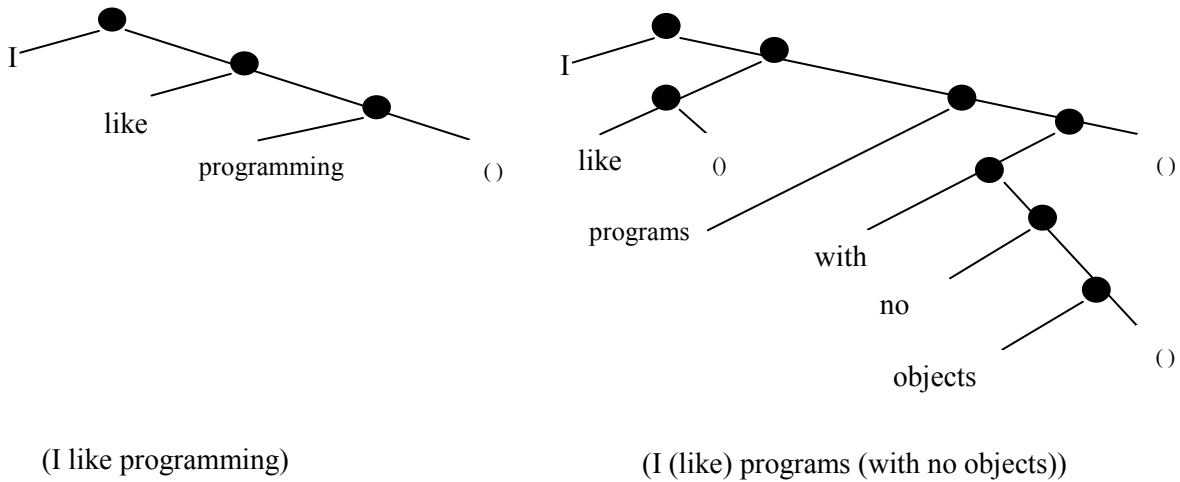 I
like
programming
( )
I
like
()
programs
with
no
objects
( )
( )
(I like programming)
(I (like) programs (with no objects))